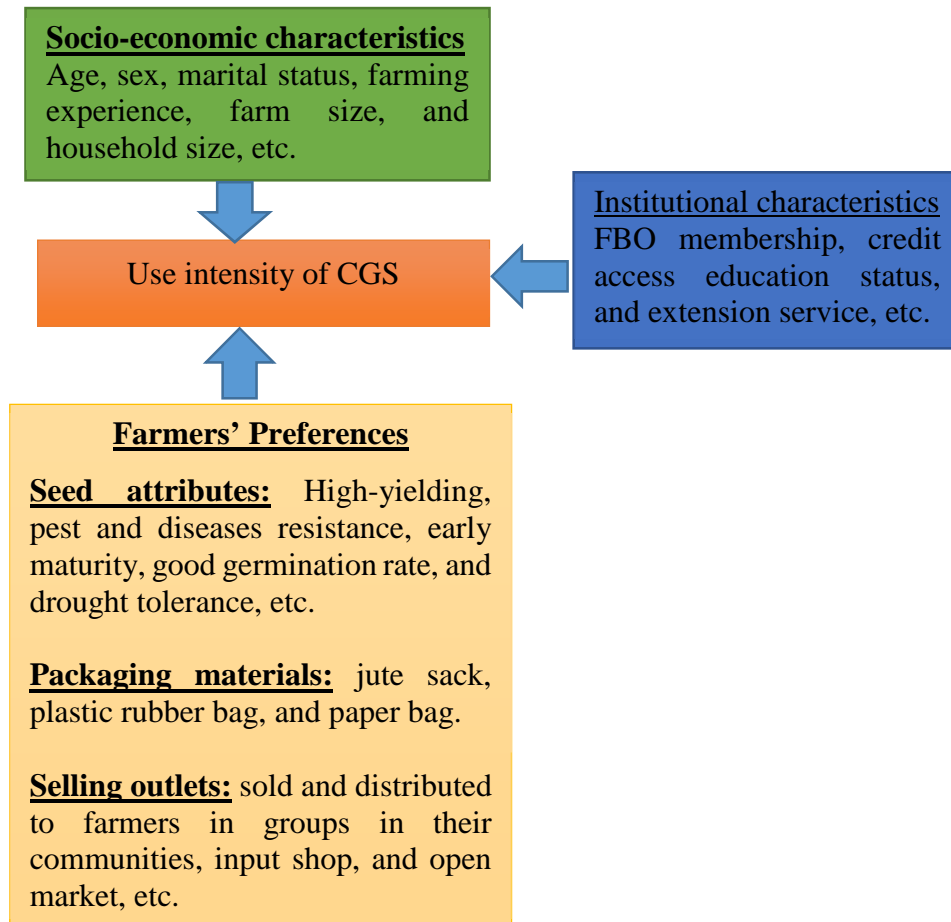 Socio-economic characteristics
Age, sex, marital status, farming
experience, farm size, and
household size, etc.
Institutional characteristics
FBO membership, credit
access education status,
and extension service, etc.
Use intensity of CGS
Farmers’ Preferences
Seed attributes: High-yielding,
pest and diseases resistance, early
maturity, good germination rate, and
drought tolerance, etc.
Packaging materials: jute sack,
plastic rubber bag, and paper bag.
Selling outlets: sold and distributed
to farmers in groups in their
communities, input shop, and open
market, etc.